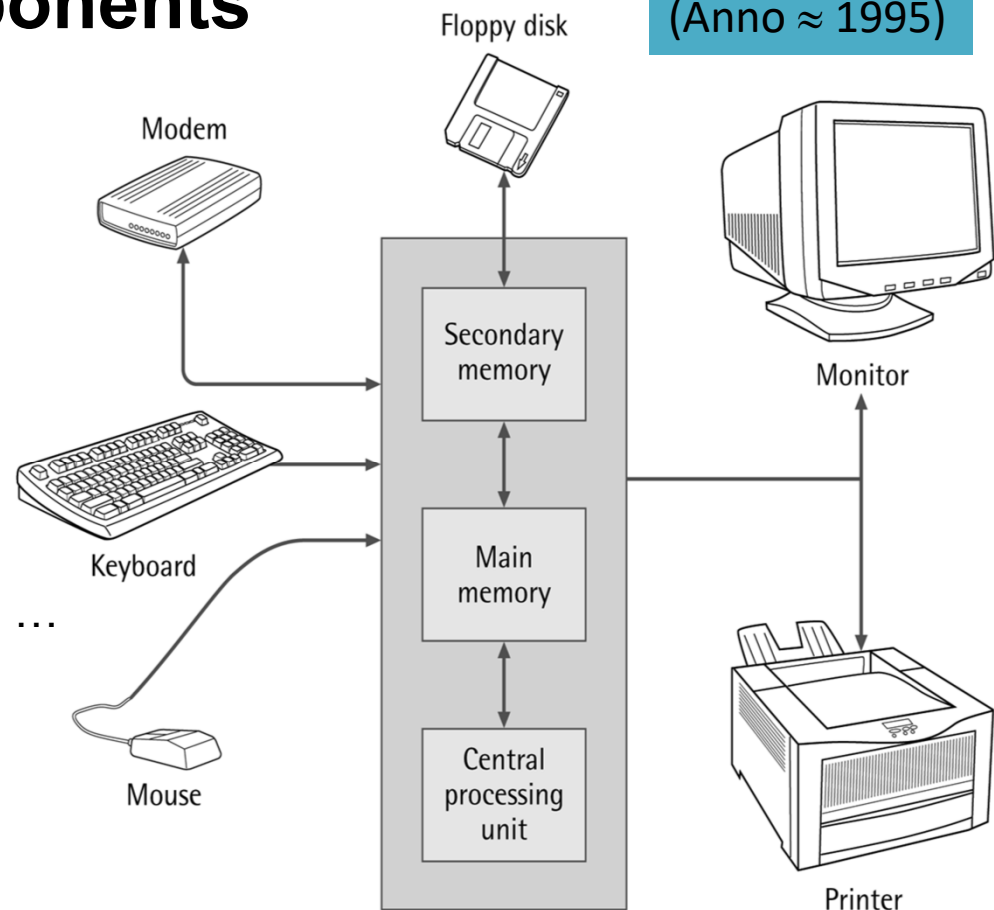 ponents
(Anno ≈ 1995)
Floppy disk
Modem
Secondary
memory
Monitor
Keyboard
Main
memory
…
Mouse
Central
processing
unit
Printer